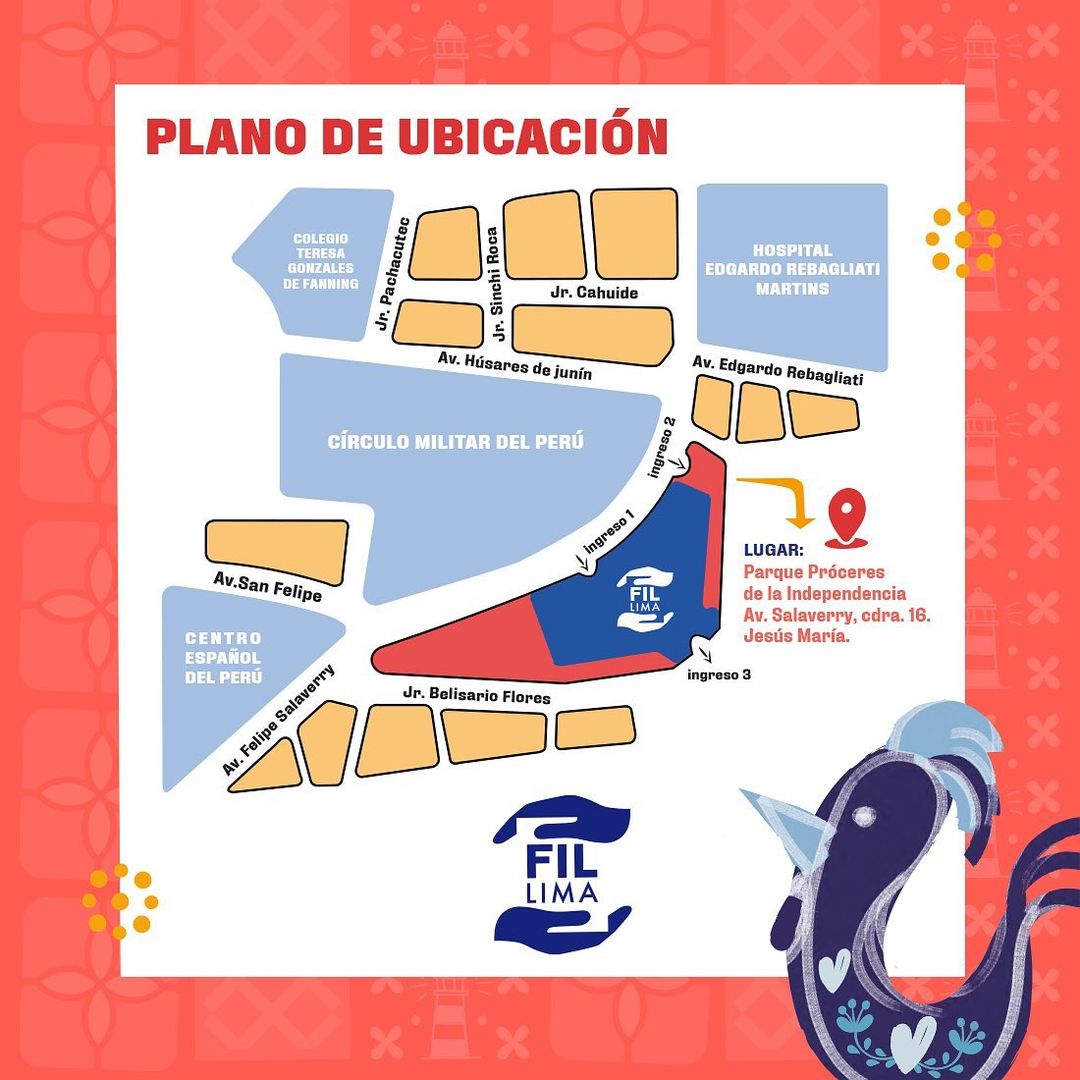 PLANO DE UBICACIÓN
COLEGIO
TERESA
GONZALES
DE FANNING
Jr. Pachacutec
Jr. Sinchi Roca
Jr. Cahuide
HOSPITAL
EDGARDO REBAGLIATI
MARTINS
Av. Húsares de junín
Av. Edgardo Rebagliati
CÍRCULO MILITAR DEL PERÚ
ingreso 2
ingreso 1
LUGAR:
Parque Próceres
de la Independencia
Av. Salaverry, cdra. 16.
Jesús María.
FIL
LIMA
Av.San Felipe
CENTRO
ESPAÑOL
DEL PERÚ
ingreso 3
Av. Felipe Salaverry
Jr. Belisario Flores
FIL
LIMA